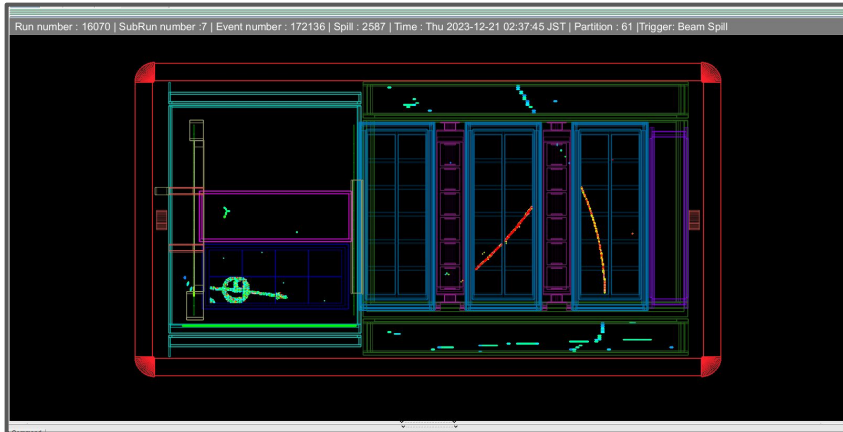 Run number : 16070 | SubRun number :7 | Event number : 172136 | Spill : 2587 | Time : Thu 2023-12-21 02:37:45 JST | Partition : 61 |Trigger: Beam Spill